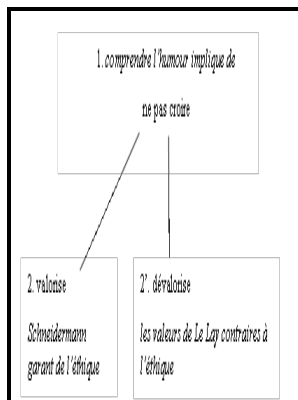 1. comprendre l'humour implique de
ne pas croire
2. valorise
Schneidermann
garant de l'éthique
2'. dévalorise
les valeurs de Le Lay contraires à
l'éthique